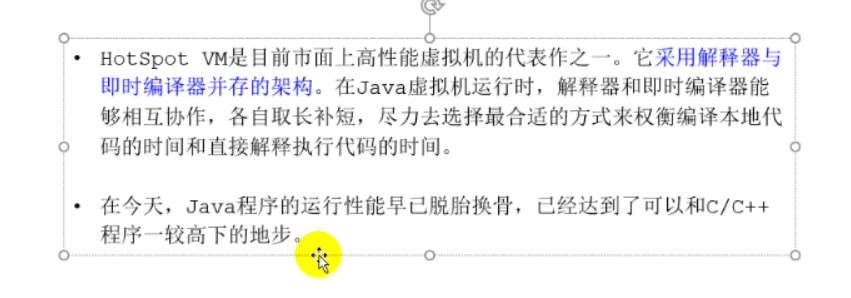 • HotSpot VM是目前市面上高性能虚拟机的代表作之一。它采用解释器与
即时编译器并存的架构。在Java虚拟机运行时，解释器和即时编译器能
够相互协作，各自取长补短，尽力去选择最合适的方式来权衡编译本地代
码的时间和直接解释执行代码的时间。
• 在今天，Java程序的运行性能早已脱胎换骨，已经达到了可以和C/C++
程序一较高下的地步。